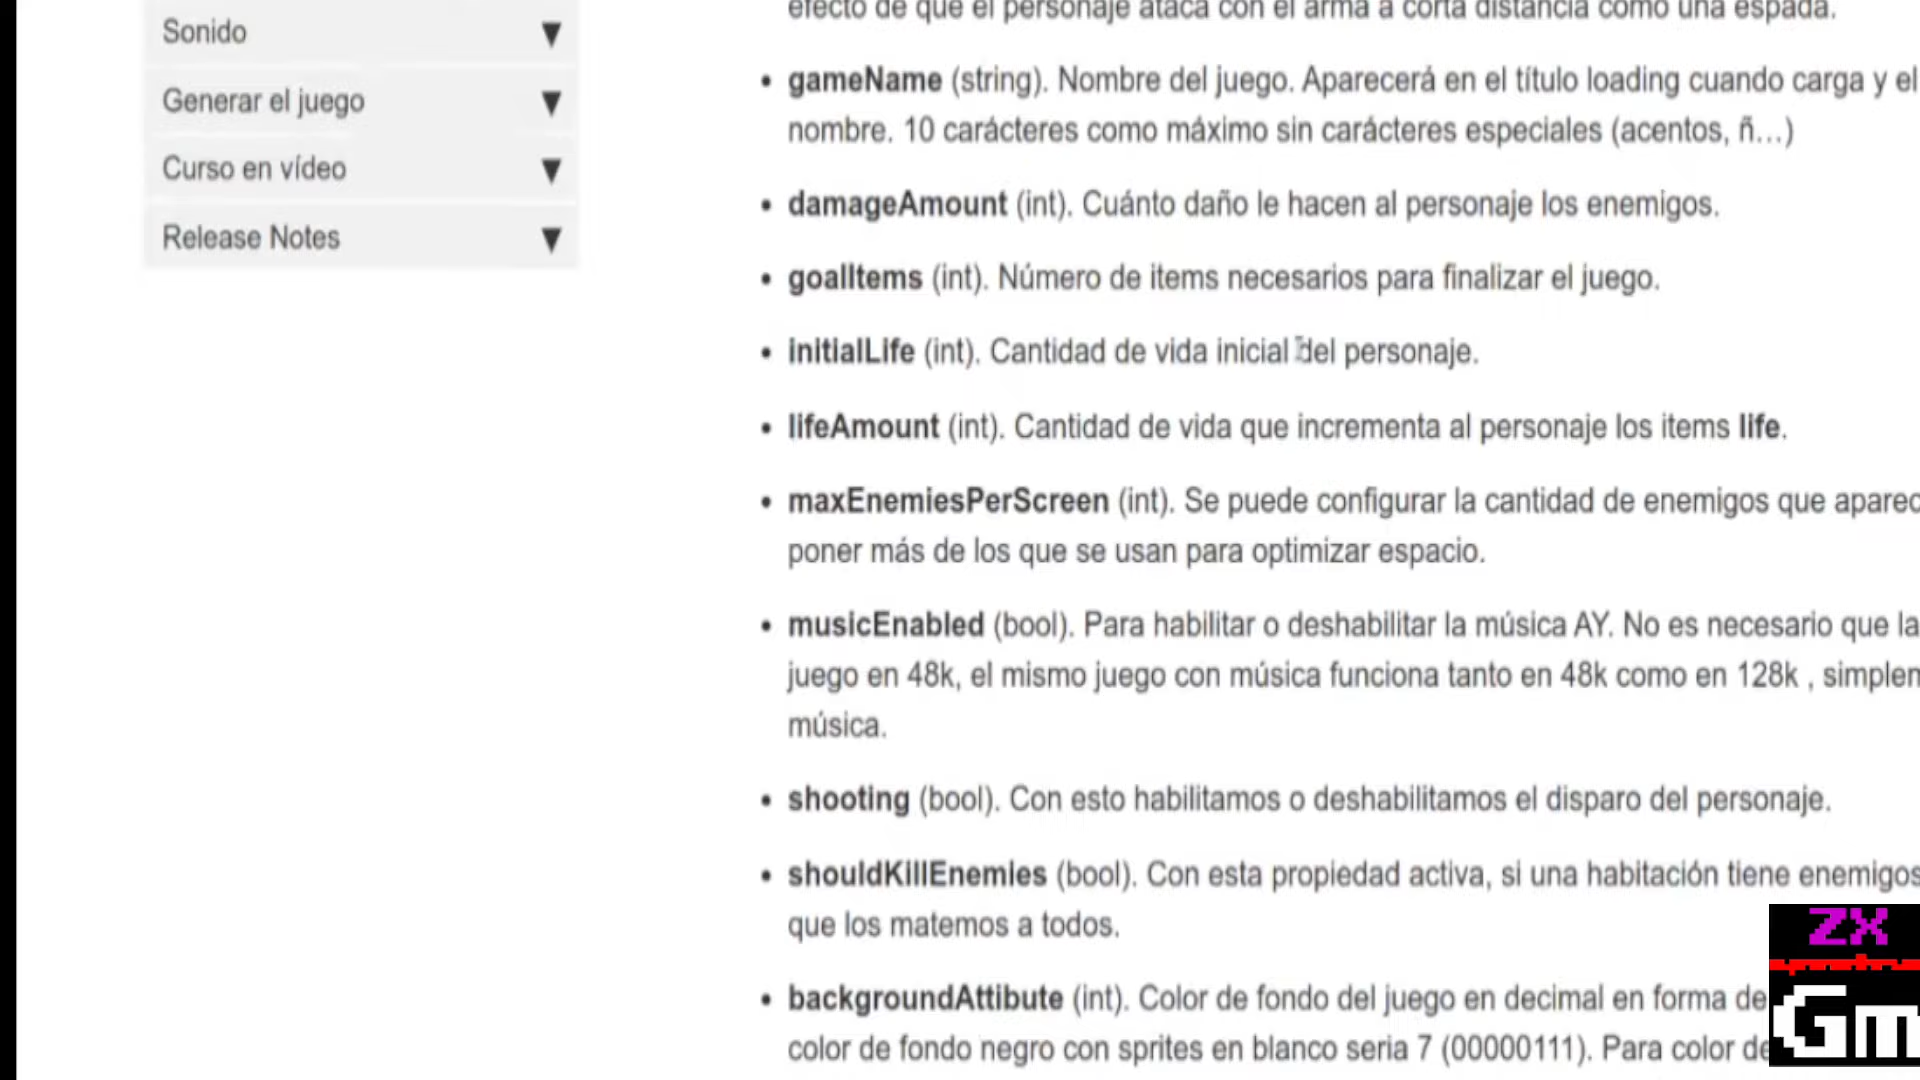 Sonido ▼
Generar el juego ▼
Curso en vídeo ▼
Release Notes ▼
efecto de que el personaje ataca con el arma a corta distancia como una espada.
• gameName (string). Nombre del juego. Aparecerá en el título loading cuando carga y el
nombre. 10 carácteres como máximo sin carácteres especiales (acentos, ñ...)
• damageAmount (int). Cuánto daño le hacen al personaje los enemigos.
• goalItems (int). Número de items necesarios para finalizar el juego.
• initialLife (int). Cantidad de vida inicial del personaje.
• lifeAmount (int). Cantidad de vida que incrementa al personaje los items life.
• maxEnemiesPerScreen (int). Se puede configurar la cantidad de enemigos que aparec
poner más de los que se usan para optimizar espacio.
• musicEnabled (bool). Para habilitar o deshabilitar la música AY. No es necesario que la
juego en 48k, el mismo juego con música funciona tanto en 48k como en 128k , simplem
música.
• shooting (bool). Con esto habilitamos o deshabilitamos el disparo del personaje.
• shouldKillEnemies (bool). Con esta propiedad activa, si una habitación tiene enemigos
que los matemos a todos.
• backgroundAttibute (int). Color de fondo del juego en decimal en forma de
color de fondo negro con sprites en blanco seria 7 (00000111). Para color de
ZX
Gm